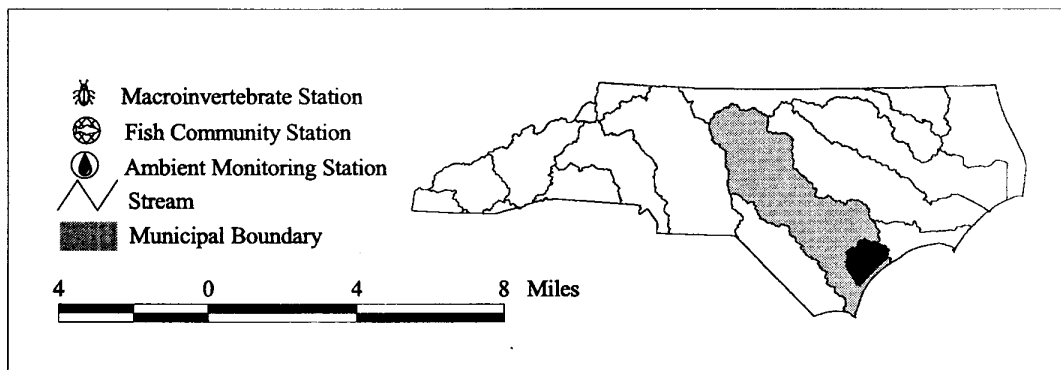 Macroinvertebrate Station
Fish Community Station
Ambient Monitoring Station
Stream
Municipal Boundary
4 0 4 8 Miles